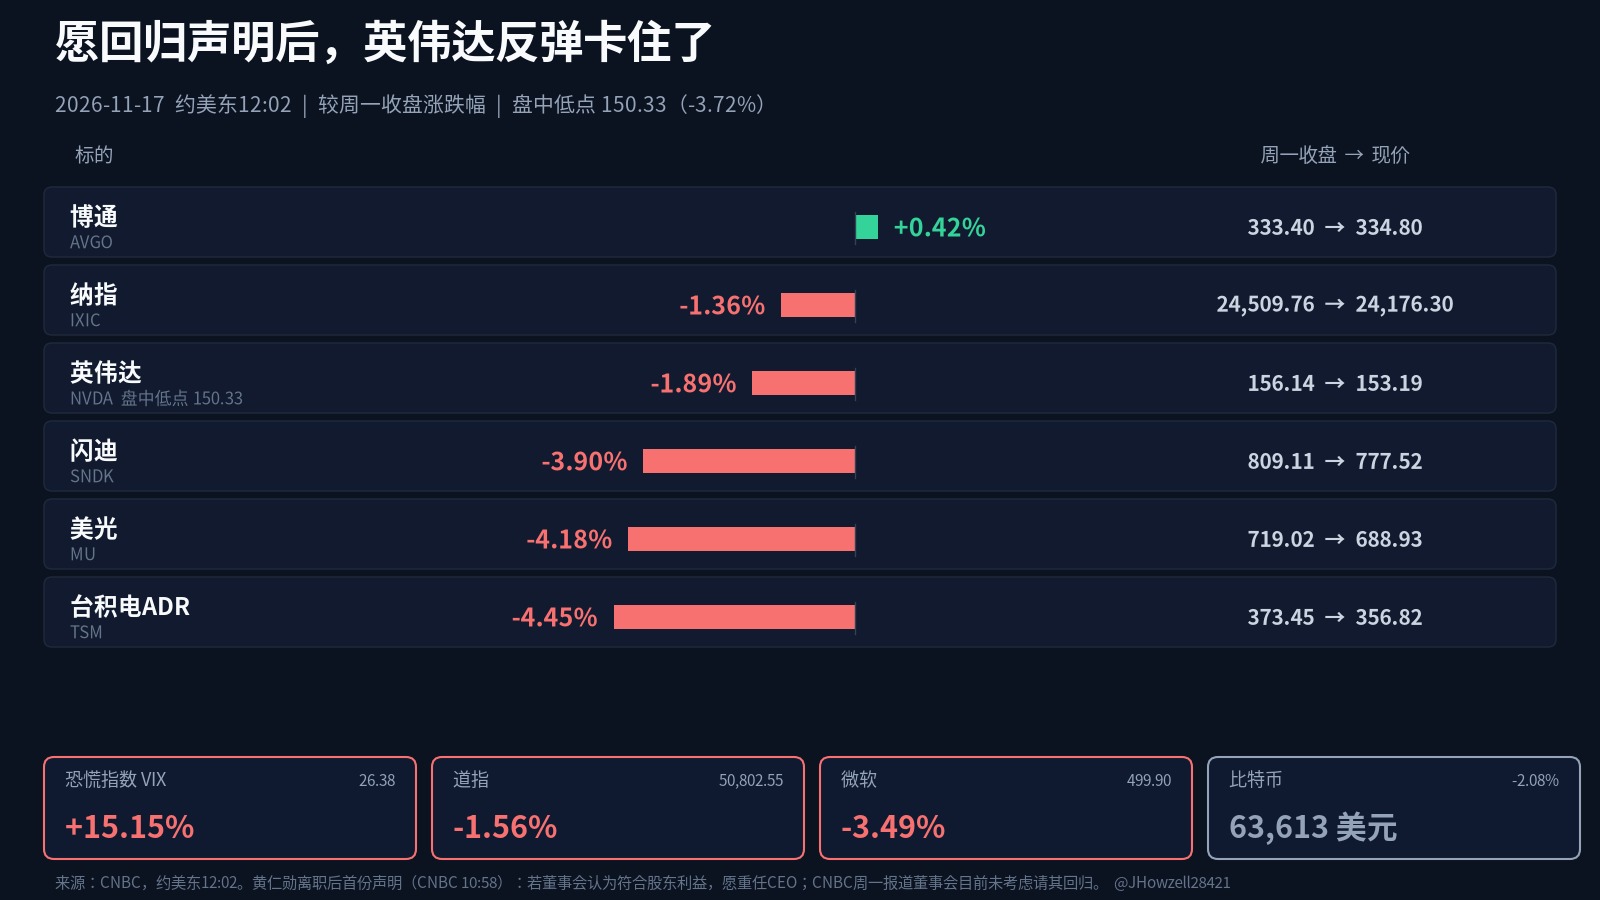 愿回归声明后，英伟达反弹卡住了
2026-11-17 约美东12:02 | 较周一收盘涨跌幅 | 盘中低点 150.33（-3.72%）
标的 周一收盘 → 现价
博通
AVGO
+0.42%
333.40 → 334.80
纳指
IXIC
-1.36%
24,509.76 → 24,176.30
英伟达
NVDA 盘中低点 150.33
-1.89%
156.14 → 153.19
闪迪
SNDK
-3.90%
809.11 → 777.52
美光
MU
-4.18%
719.02 → 688.93
台积电ADR
TSM
-4.45%
373.45 → 356.82
恐慌指数 VIX 26.38
+15.15%
道指 50,802.55
-1.56%
微软 499.90
-3.49%
比特币 -2.08%
63,613 美元
来源：CNBC，约美东12:02。黄仁勋离职后首份声明（CNBC 10:58）：若董事会认为符合股东利益，愿重任CEO；CNBC周一报道董事会目前未考虑请其回归。 @JHowzell28421